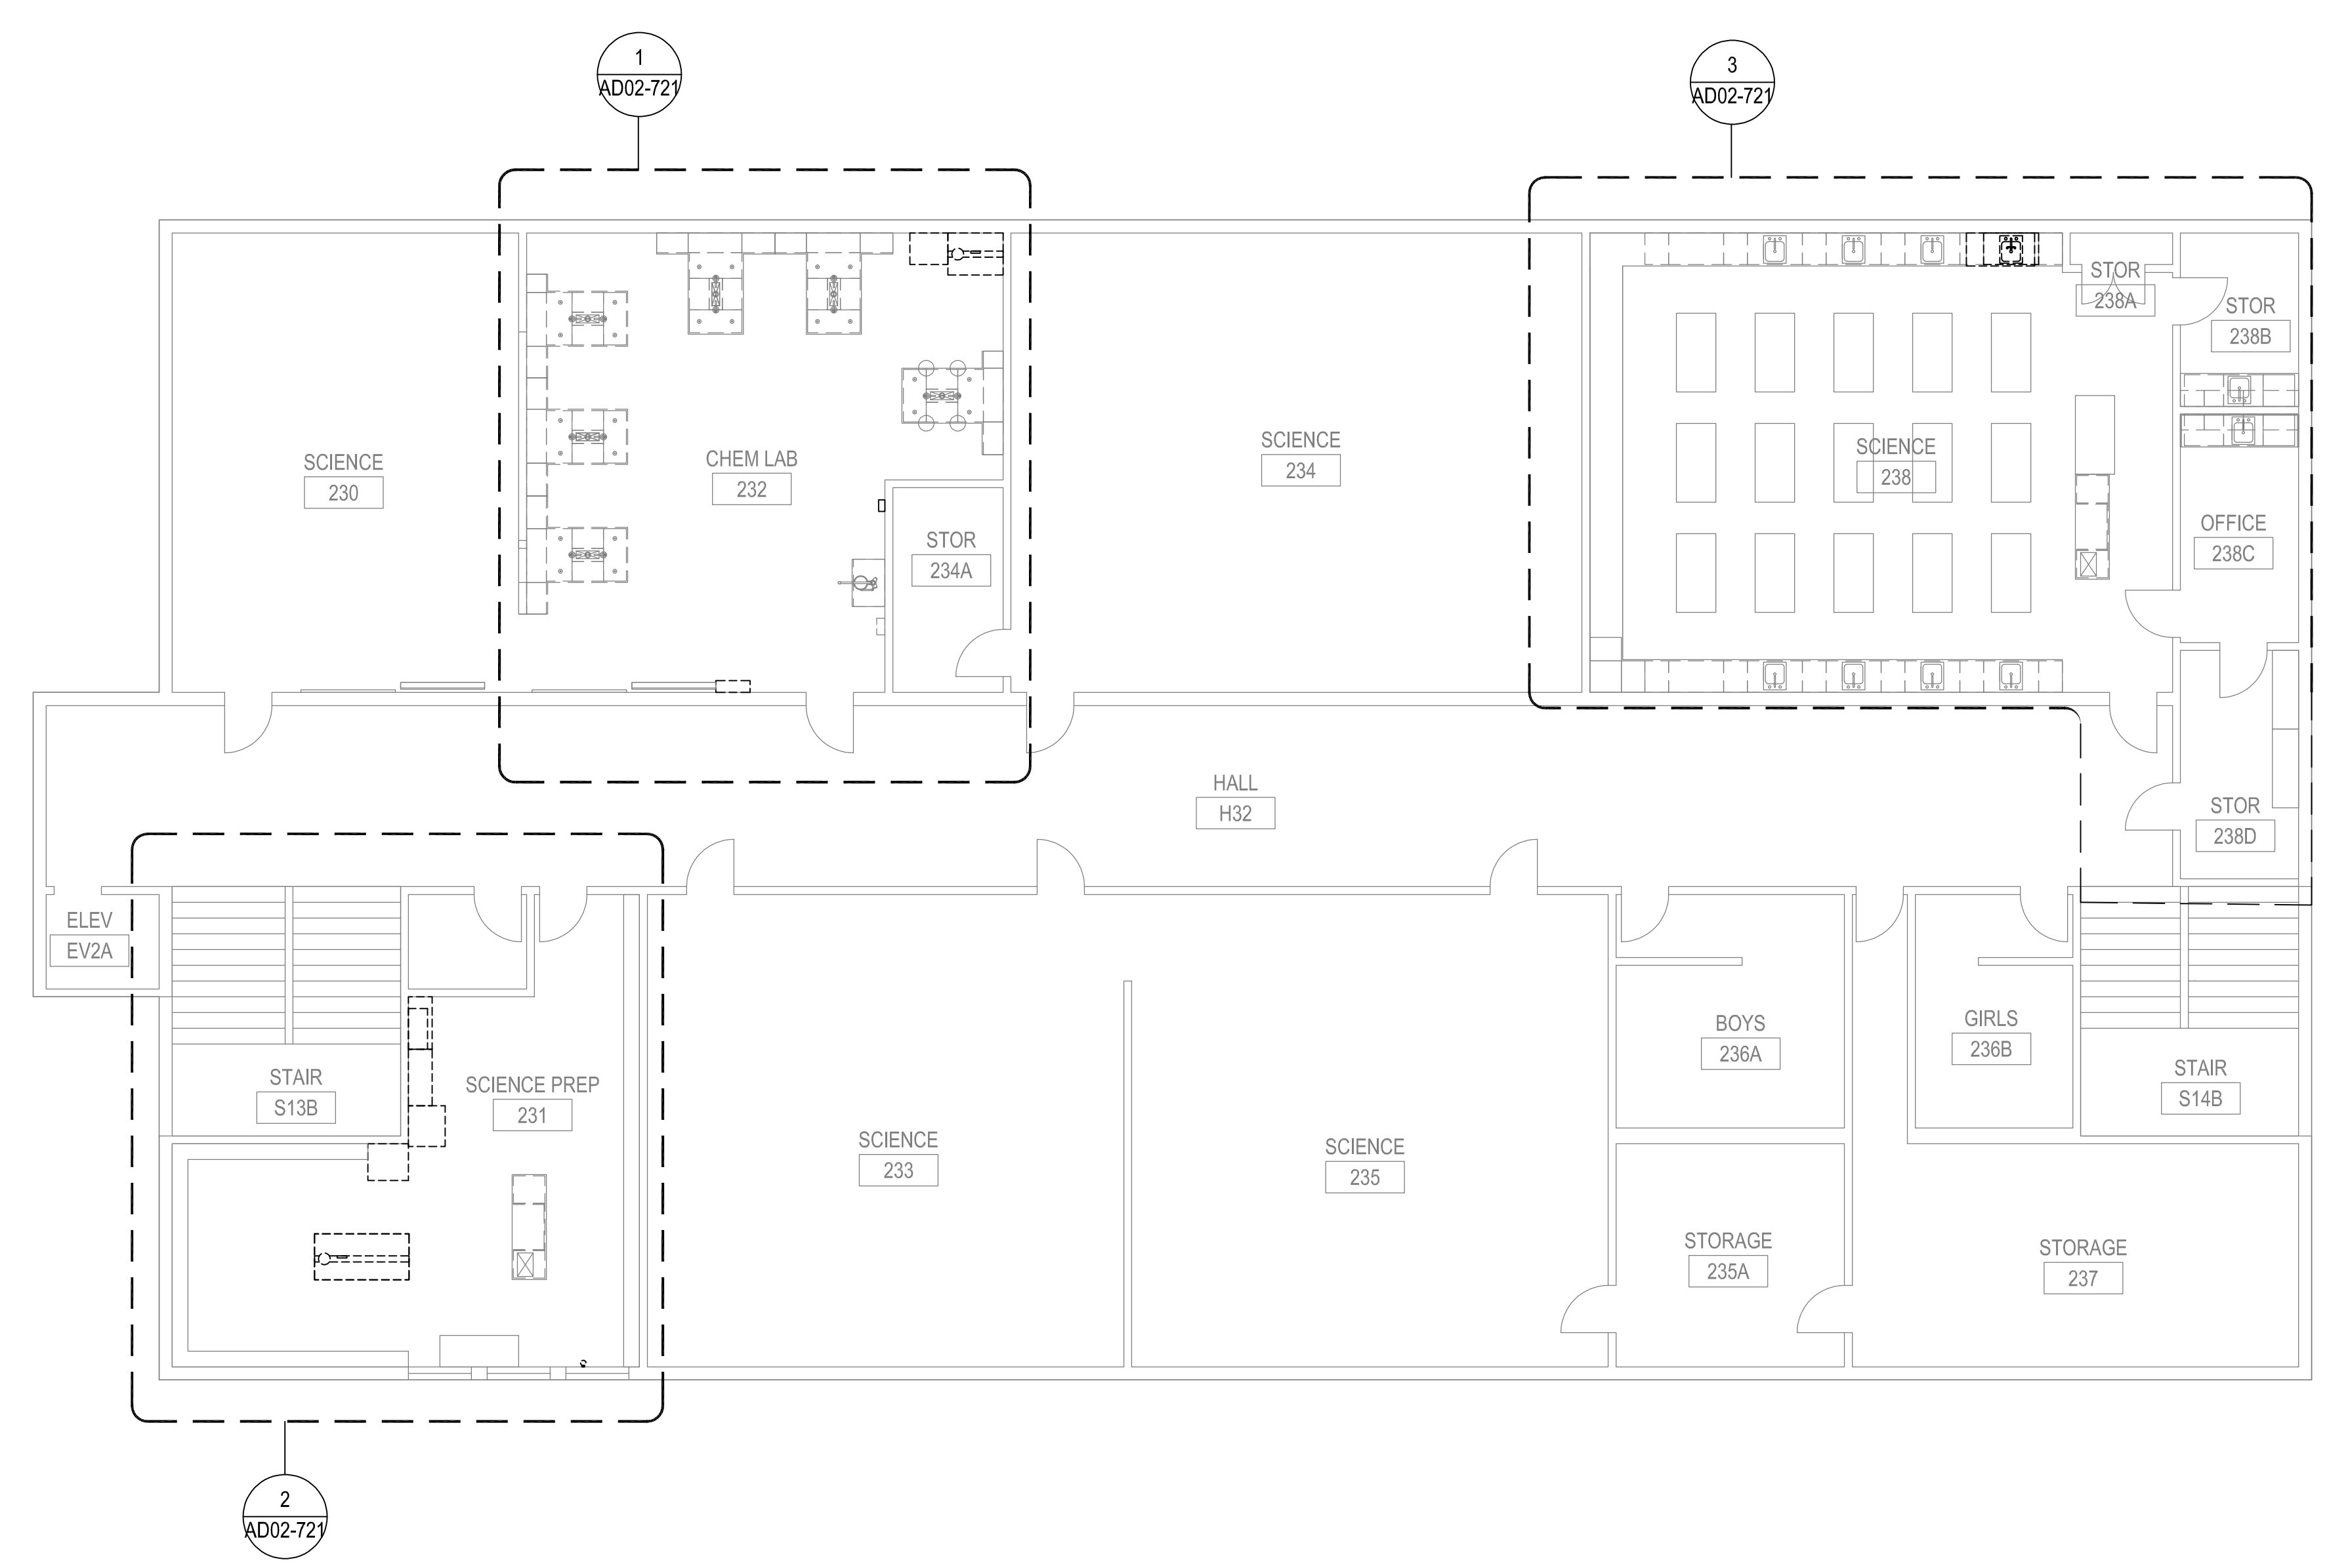 1
AD02-721
3
AD02-721
STOR
238A
STOR
238B
SCIENCE
230
CHEM LAB
232
SCIENCE
234
SCIENCE
238
STOR
234A
OFFICE
238C
HALL
H32
STOR
238D
ELEV
EV2A
STAIR
S13B
SCIENCE PREP
231
SCIENCE
233
SCIENCE
235
BOYS
236A
GIRLS
236B
STAIR
S14B
STORAGE
235A
STORAGE
237
2
AD02-721